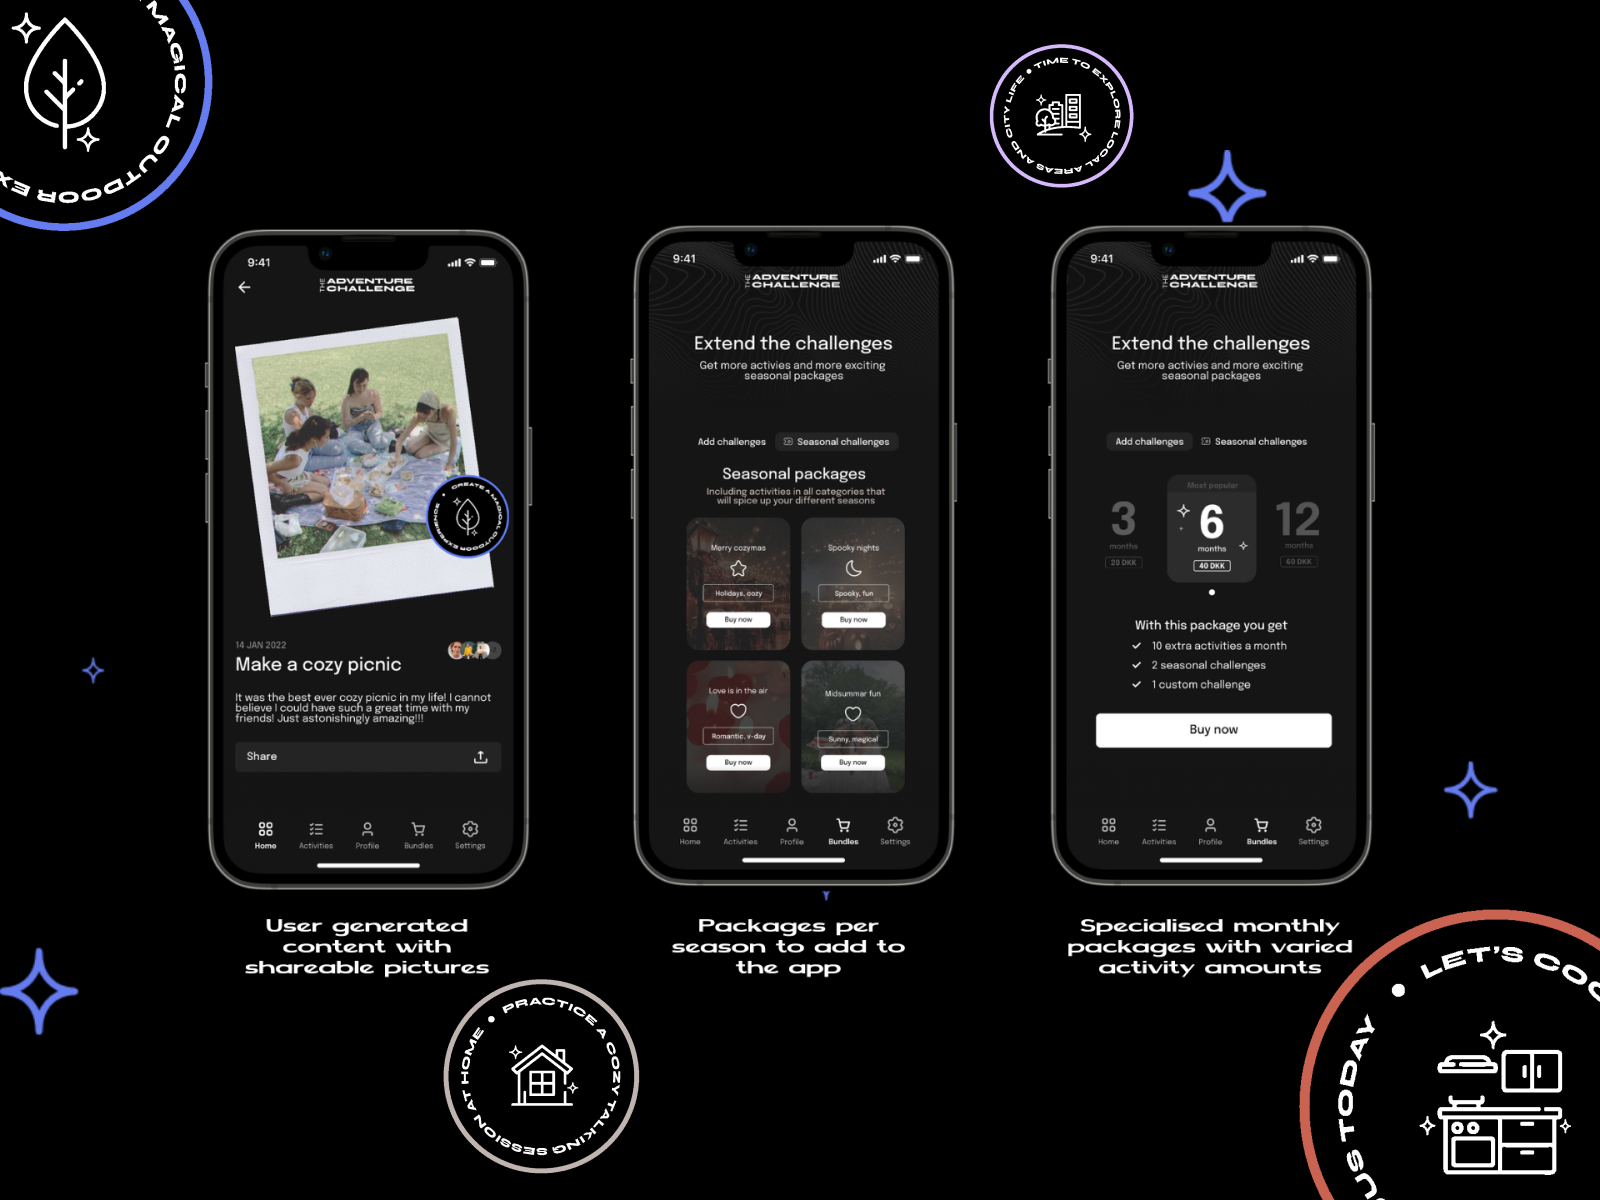 MAGICAL OUTDOOR EX
TIME TO EXPLORE LOCAL AREAS AND CITY LIFE •
9:41
THE ADVENTURE
CHALLENGE
CREATE A MAGICAL OUTDOOR EXPERIENCE •
14 JAN 2022
Make a cozy picnic
It was the best ever cozy picnic in my life! I cannot
believe I could have such a great time with my
friends! Just astonishingly amazing!!!
Share
Home Activities Profile Bundles Settings
User generated
content with
shareable pictures
9:41
THE ADVENTURE
CHALLENGE
Extend the challenges
Get more activies and more exciting
seasonal packages
Add challenges Seasonal challenges
Seasonal packages
Including activities in all categories that
will spice up your different seasons
Merry cozymas
Holidays, cozy
Buy now
Spooky nights
Spooky, fun
Buy now
Love is in the air
Romantic, v-day
Buy now
Midsummar fun
Sunny, magical
Buy now
Home Activities Profile Bundles Settings
Packages per
season to add to
the app
9:41
THE ADVENTURE
CHALLENGE
Extend the challenges
Get more activies and more exciting
seasonal packages
Add challenges Seasonal challenges
3
months
20 DKK
Most popular
6
months
40 DKK
12
months
60 DKK
With this package you get
10 extra activities a month
2 seasonal challenges
1 custom challenge
Buy now
Home Activities Profile Bundles Settings
Specialised monthly
packages with varied
activity amounts
PRACTICE A COZY TALKING SESSION AT HOME •
US TODAY • LET'S COO